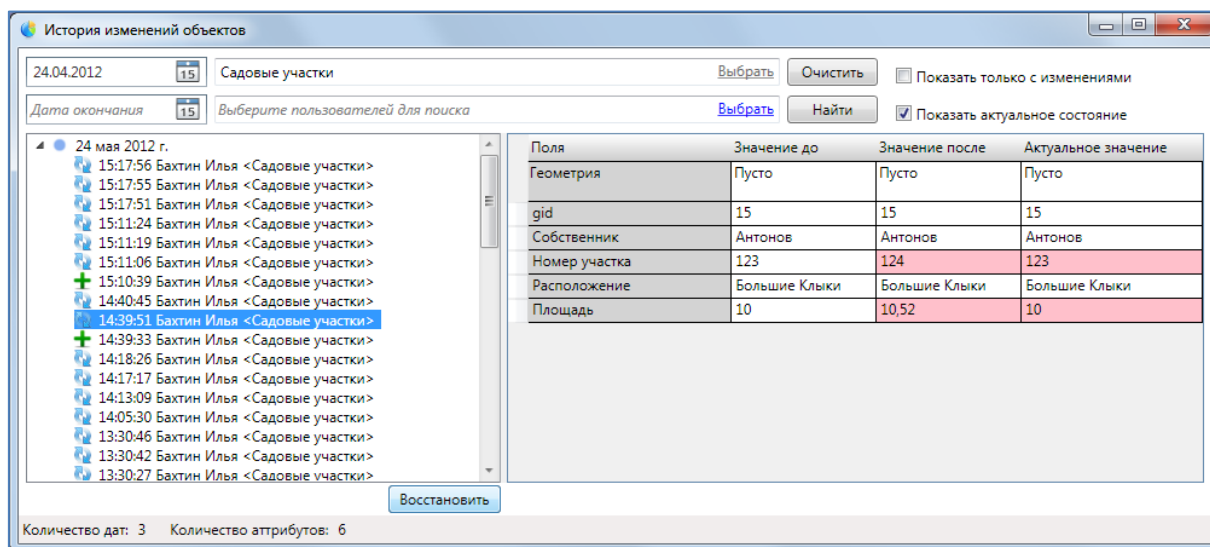 История изменений объектов
24.04.2012 15 Садовые участки Выбрать Очистить Показать только с изменениями
Дата окончания 15 Выберите пользователей для поиска Выбрать Найти Показать актуальное состояние
24 мая 2012 г.
15:17:56 Бахтин Илья <Садовые участки>
15:17:55 Бахтин Илья <Садовые участки>
15:17:51 Бахтин Илья <Садовые участки>
15:11:24 Бахтин Илья <Садовые участки>
15:11:19 Бахтин Илья <Садовые участки>
15:11:06 Бахтин Илья <Садовые участки>
15:10:39 Бахтин Илья <Садовые участки>
14:40:45 Бахтин Илья <Садовые участки>
14:39:51 Бахтин Илья <Садовые участки>
14:39:33 Бахтин Илья <Садовые участки>
14:18:26 Бахтин Илья <Садовые участки>
14:17:17 Бахтин Илья <Садовые участки>
14:13:09 Бахтин Илья <Садовые участки>
14:05:30 Бахтин Илья <Садовые участки>
13:30:46 Бахтин Илья <Садовые участки>
13:30:42 Бахтин Илья <Садовые участки>
13:30:27 Бахтин Илья <Садовые участки>
Поля Значение до Значение после Актуальное значение
Геометрия Пусто Пусто Пусто
gid 15 15 15
Собственник Антонов Антонов Антонов
Номер участка 123 124 123
Расположение Большие Клыки Большие Клыки Большие Клыки
Площадь 10 10,52 10
Восстановить
Количество дат: 3 Количество аттрибутов: 6